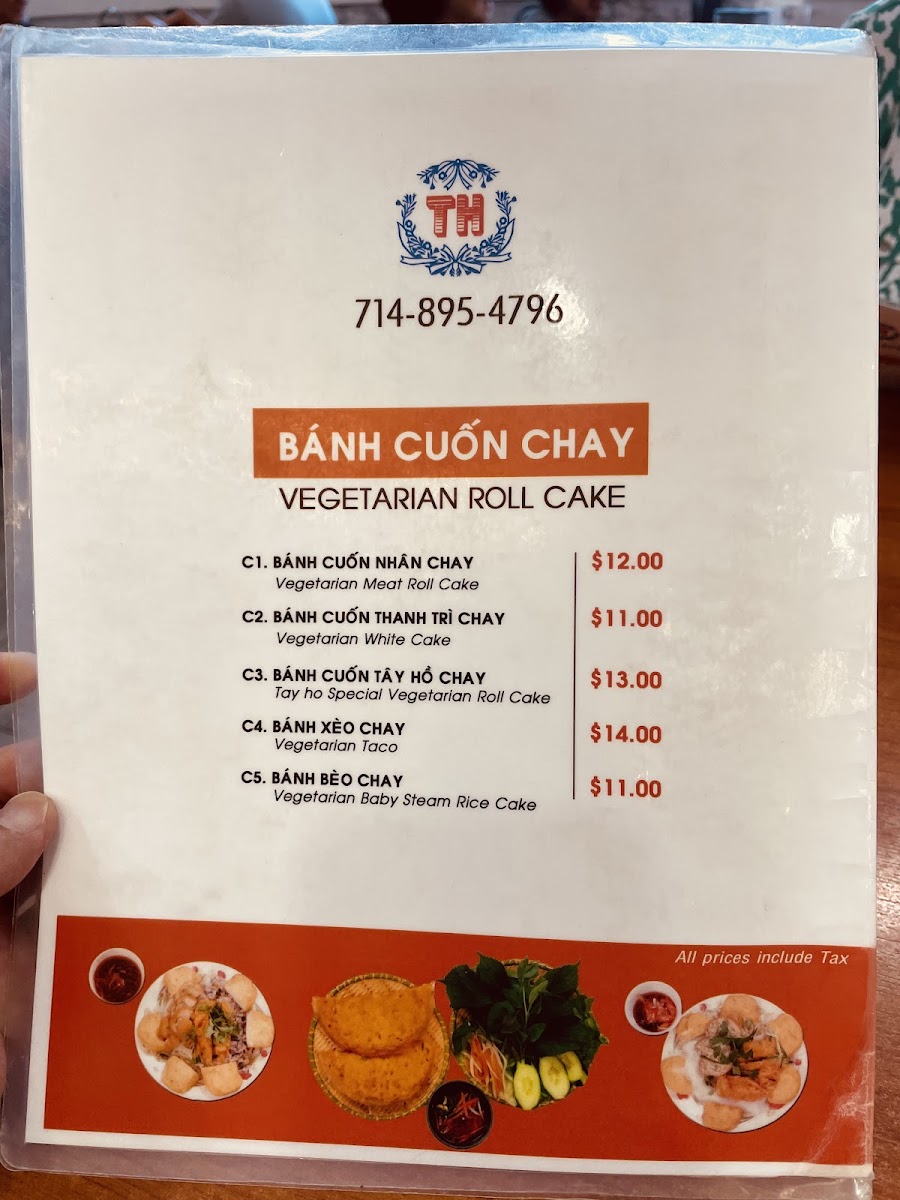 TH
714-895-4796
BÁNH CUỐN CHAY
VEGETARIAN ROLL CAKE
C1. BÁNH CUỐN NHÂN CHAY $12.00
Vegetarian Meat Roll Cake
C2. BÁNH CUỐN THANH TRÌ CHAY $11.00
Vegetarian White Cake
C3. BÁNH CUỐN TÂY HỒ CHAY $13.00
Tay ho Special Vegetarian Roll Cake
C4. BÁNH XÈO CHAY $14.00
Vegetarian Taco
C5. BÁNH BÈO CHAY $11.00
Vegetarian Baby Steam Rice Cake
All prices include Tax